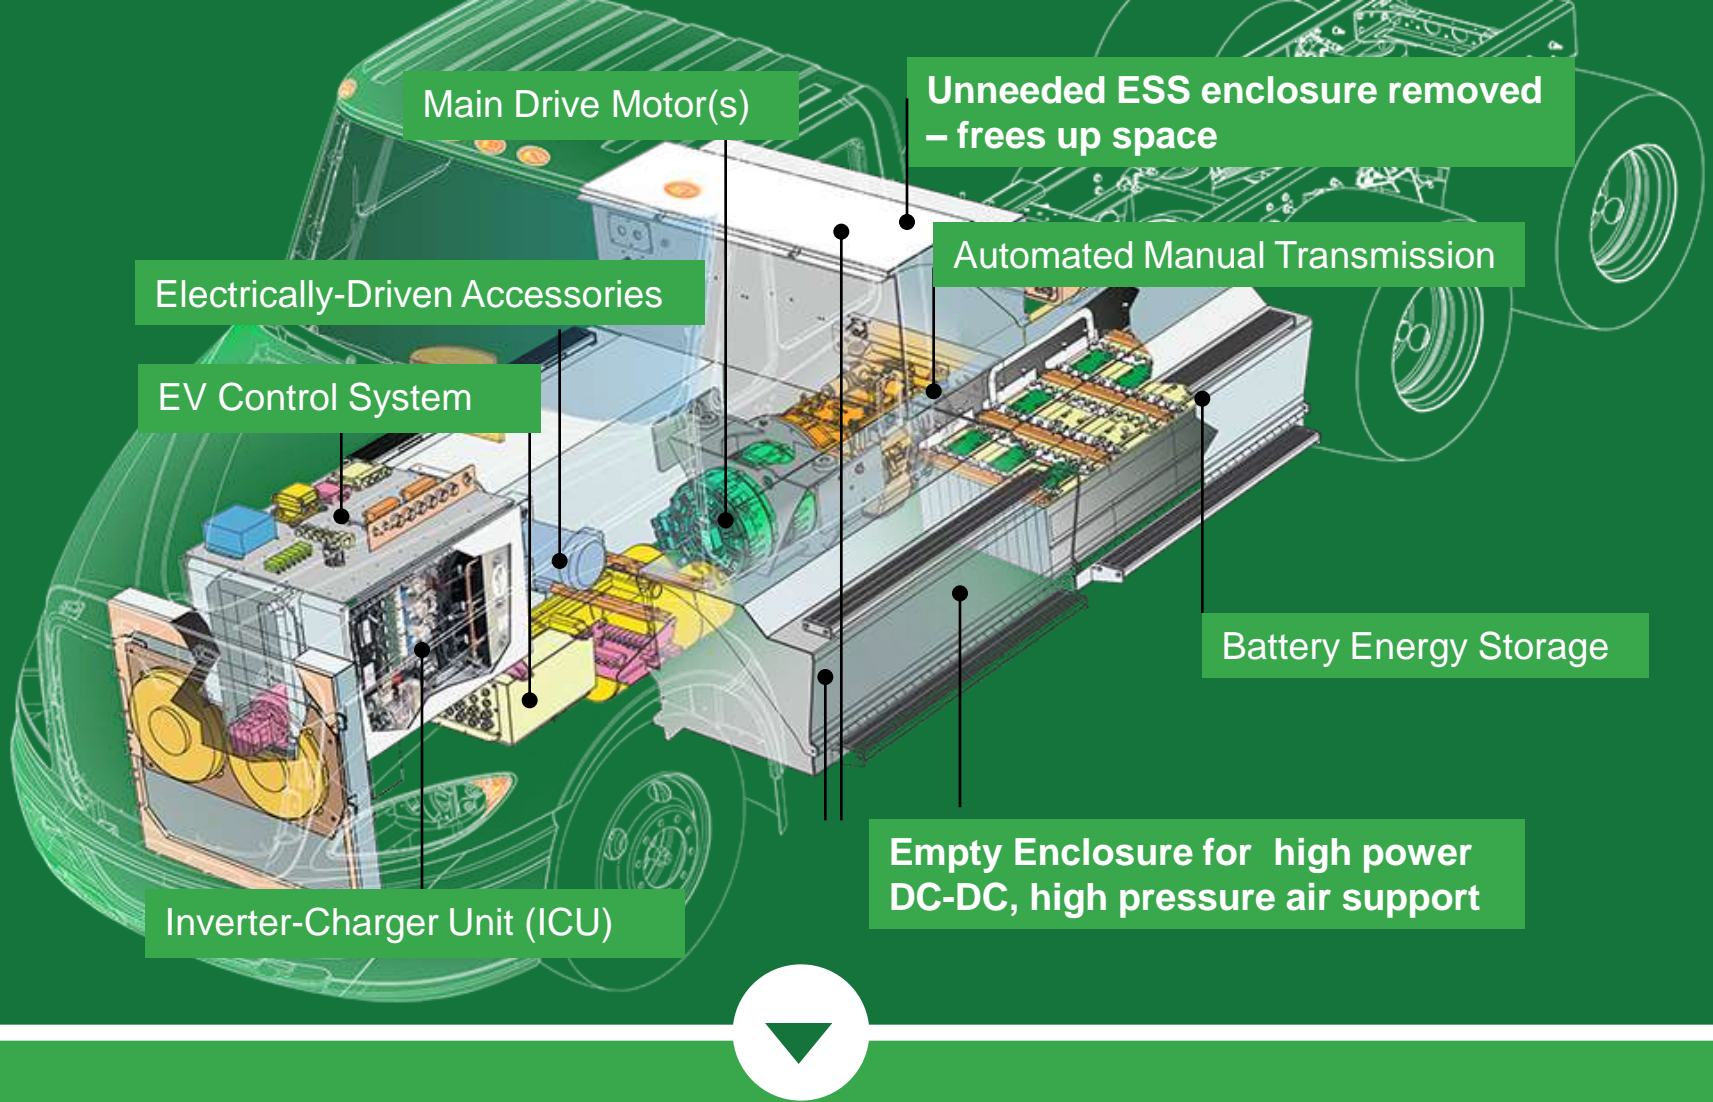 Main Drive Motor(s)
Unneeded ESS enclosure removed
– frees up space
Automated Manual Transmission
Electrically-Driven Accessories
EV Control System
Battery Energy Storage
Empty Enclosure for  high power
DC-DC, high pressure air support
Inverter-Charger Unit (ICU)